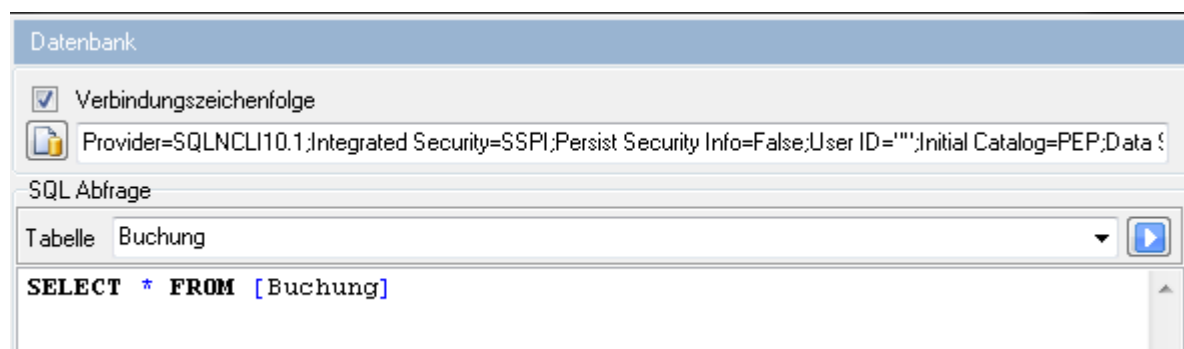 Datenbank
Verbindungszeichenfolge
Provider=SQLNCLI10.1;Integrated Security=SSPI;Persist Security Info=False;User ID='""';Initial Catalog=PEP;Data
SQL Abfrage
Tabelle Buchung
SELECT * FROM [Buchung]